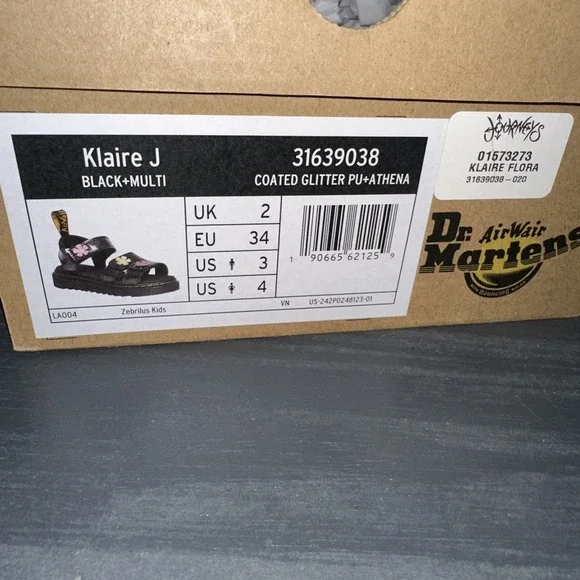 Klaire J
BLACK+MULTI
31639038
COATED GLITTER PU+ATHENA
UK 2
EU 34
US 3
US 4
1 90665 62125 9
LA004
Zebrilus Kids
VN
US-242POZ48123-01
JOURNEYS
01573273
KLAIRE FLORA
31639038-020
Dr.
AirWair
Martens